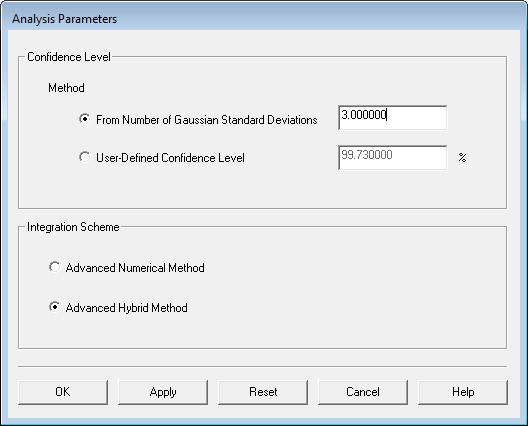 Analysis Parameters
Confidence Level
Method
From Number of Gaussian Standard Deviations 3.000000
User-Defined Confidence Level 99.730000 %
Integration Scheme
Advanced Numerical Method
Advanced Hybrid Method
OK Apply Reset Cancel Help